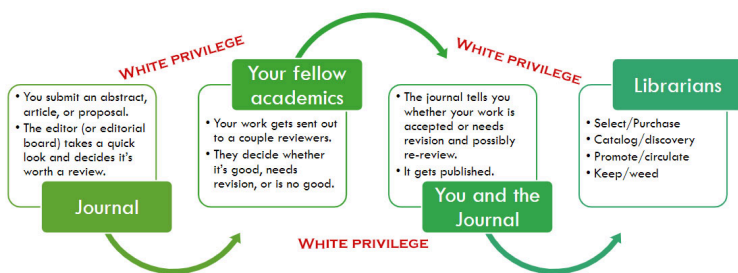 WHITE PRIVILEGE
• You submit an abstract,
article, or proposal.
• The editor (or editorial
board) takes a quick
look and decides it's
worth a review.
Journal
Your fellow
academics
• Your work gets sent out
to a couple reviewers.
• They decide whether
it's good, needs
revision, or is no good.
WHITE PRIVILEGE
• The journal tells you
whether your work is
accepted or needs
revision and possibly
re-review.
• It gets published.
You and the
Journal
WHITE PRIVILEGE
Librarians
• Select/Purchase
• Catalog/discovery
• Promote/circulate
• Keep/weed